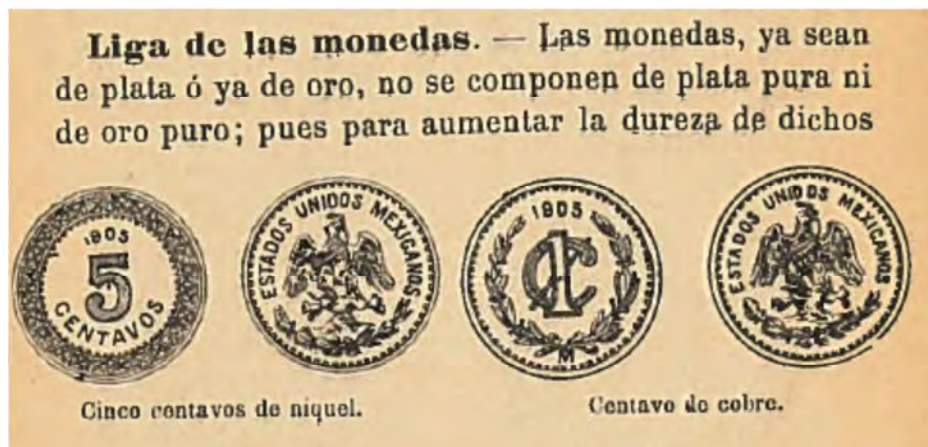 Liga de las monedas. — Las monedas, ya sean
de plata ó ya de oro, no se componen de plata pura ni
de oro puro; pues para aumentar la dureza de dichos
1905
5
CENTAVOS
ESTADOS UNIDOS MEXICANOS
1905
1C
M
ESTADOS UNIDOS MEXICANOS
Cinco centavos de niquel.
Centavo de cobre.